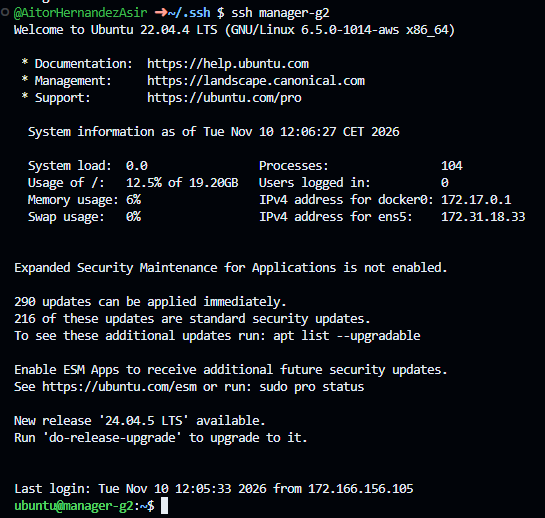 @AitorHernandezAsir ➜~/.ssh $ ssh manager-g2
Welcome to Ubuntu 22.04.4 LTS (GNU/Linux 6.5.0-1014-aws x86_64)
* Documentation: https://help.ubuntu.com
* Management: https://landscape.canonical.com
* Support: https://ubuntu.com/pro
System information as of Tue Nov 10 12:06:27 CET 2026
System load: 0.0 Processes: 104
Usage of /: 12.5% of 19.20GB Users logged in: 0
Memory usage: 6% IPv4 address for docker0: 172.17.0.1
Swap usage: 0% IPv4 address for ens5: 172.31.18.33
Expanded Security Maintenance for Applications is not enabled.
290 updates can be applied immediately.
216 of these updates are standard security updates.
To see these additional updates run: apt list --upgradable
Enable ESM Apps to receive additional future security updates.
See https://ubuntu.com/esm or run: sudo pro status
New release '24.04.5 LTS' available.
Run 'do-release-upgrade' to upgrade to it.
Last login: Tue Nov 10 12:05:33 2026 from 172.166.156.105
ubuntu@manager-g2:~$